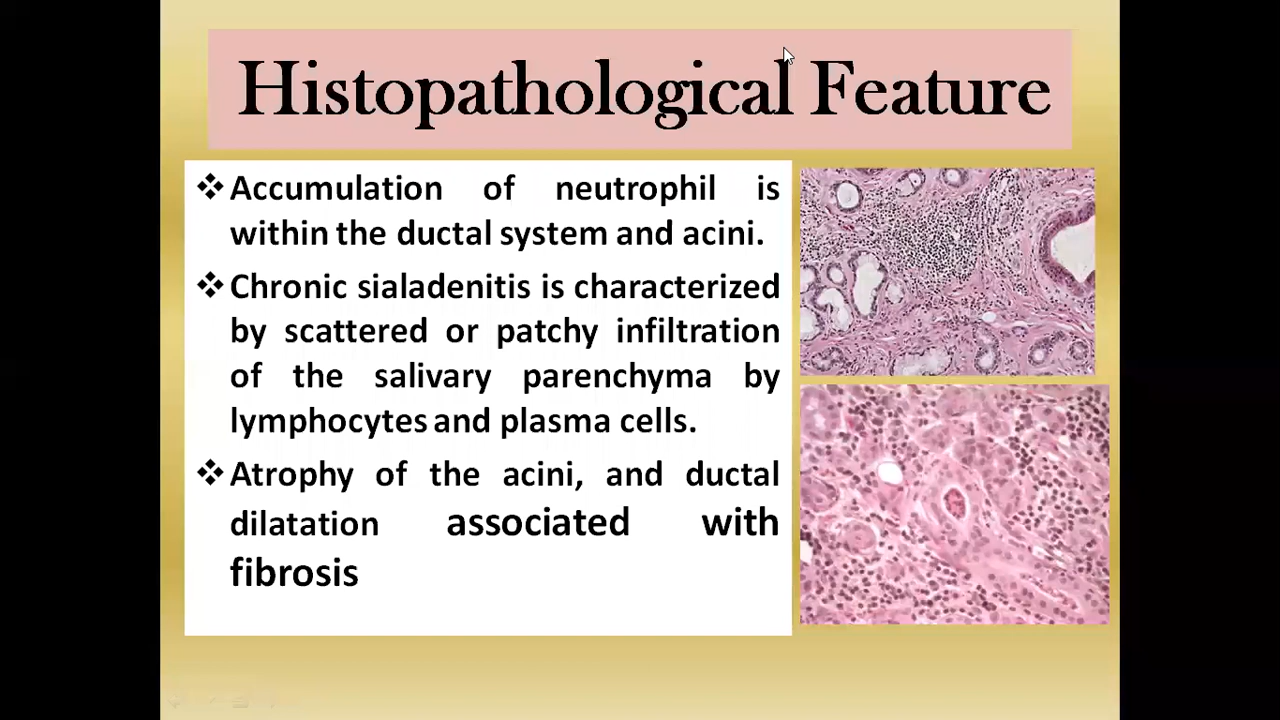 Histopathological Feature
❖ Accumulation of neutrophil is
within the ductal system and acini.
❖ Chronic sialadenitis is characterized
by scattered or patchy infiltration
of the salivary parenchyma by
lymphocytes and plasma cells.
❖ Atrophy of the acini, and ductal
dilatation associated with
fibrosis